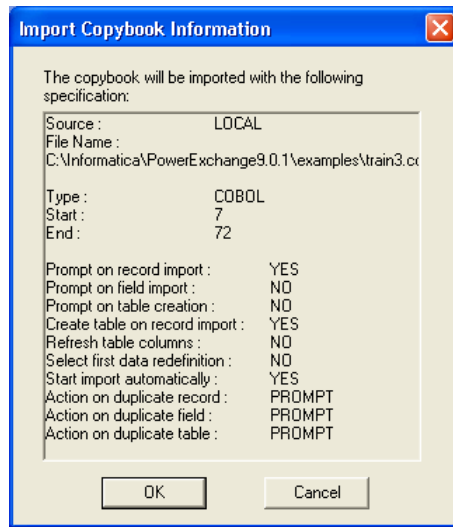 Import Copybook Information
The copybook will be imported with the following
specification:
Source : LOCAL
File Name :
C:\Informatica\PowerExchange9.0.1\examples\train3.co
Type : COBOL
Start : 7
End : 72
Prompt on record import : YES
Prompt on field import : NO
Prompt on table creation : NO
Create table on record import : YES
Refresh table columns : NO
Select first data redefinition : NO
Start import automatically : YES
Action on duplicate record : PROMPT
Action on duplicate field : PROMPT
Action on duplicate table : PROMPT
OK Cancel